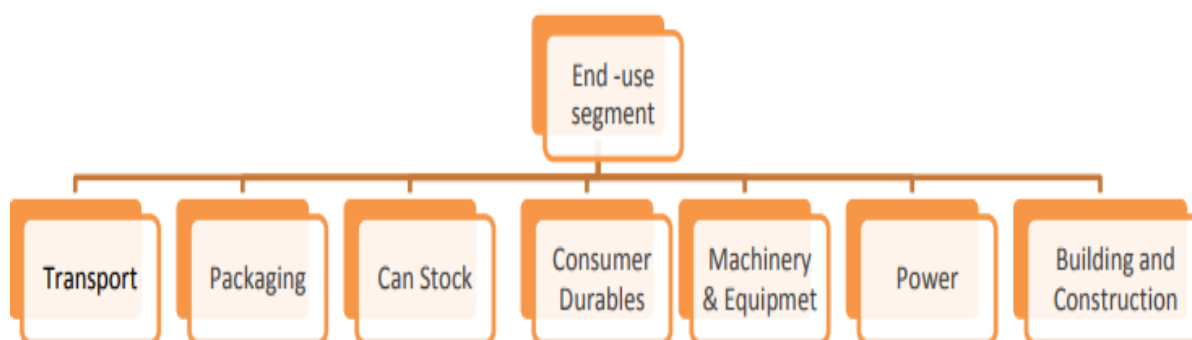 End -use
segment
Transport
Packaging
Can Stock
Consumer
Durables
Machinery
& Equipmet
Power
Building and
Construction